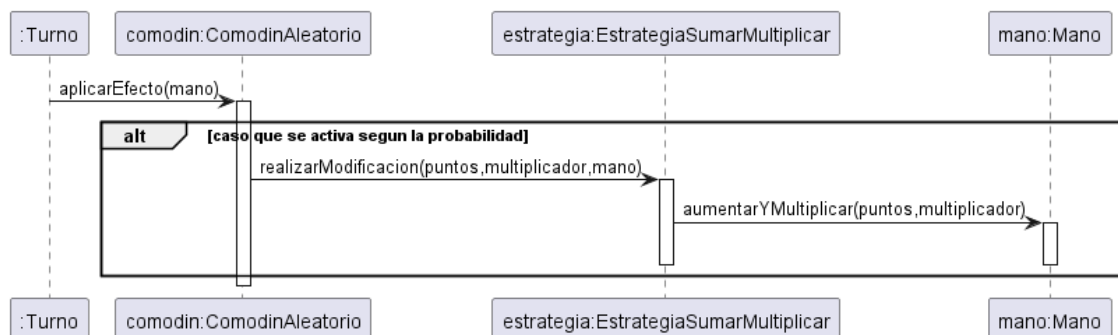 :Turno
comodin:ComodinAleatorio
estrategia:EstrategiaSumarMultiplicar
mano:Mano
aplicarEfecto(mano)
alt
[caso que se activa segun la probabilidad]
realizarModificacion(puntos,multiplicador,mano)
aumentarYMultiplicar(puntos,multiplicador)
:Turno
comodin:ComodinAleatorio
estrategia:EstrategiaSumarMultiplicar
mano:Mano